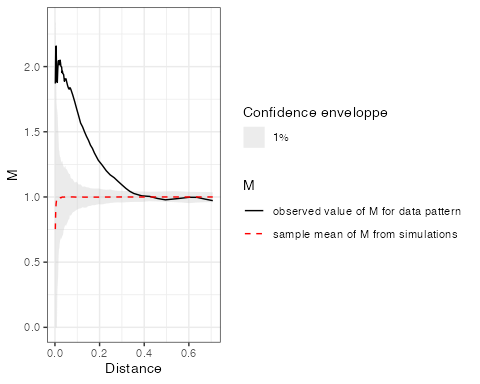 2.0
1.5
1.0
0.5
0.0
M
0.0 0.2 0.4 0.6
Distance
Confidence enveloppe
1%
M
observed value of M for data pattern
sample mean of M from simulations